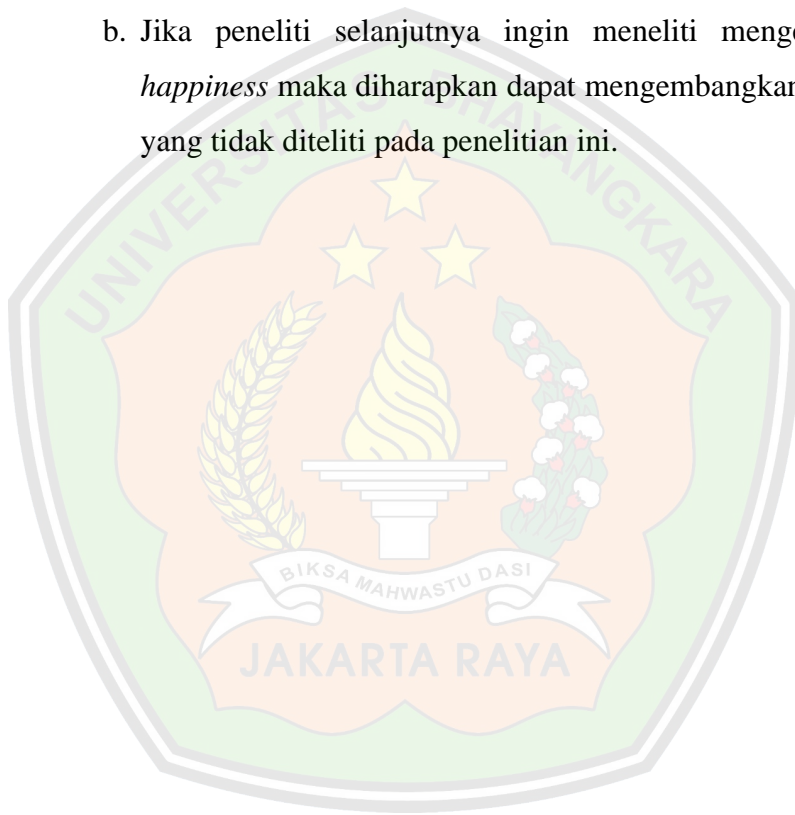 b. Jika peneliti selanjutnya ingin meneliti
happiness maka diharapkan dapat mengembangkan
yang tidak diteliti pada penelitian ini.
UNIVERSITAS BHAYANGKARA
BIKSA MAHWASTU DASI
JAKARTA RAYA